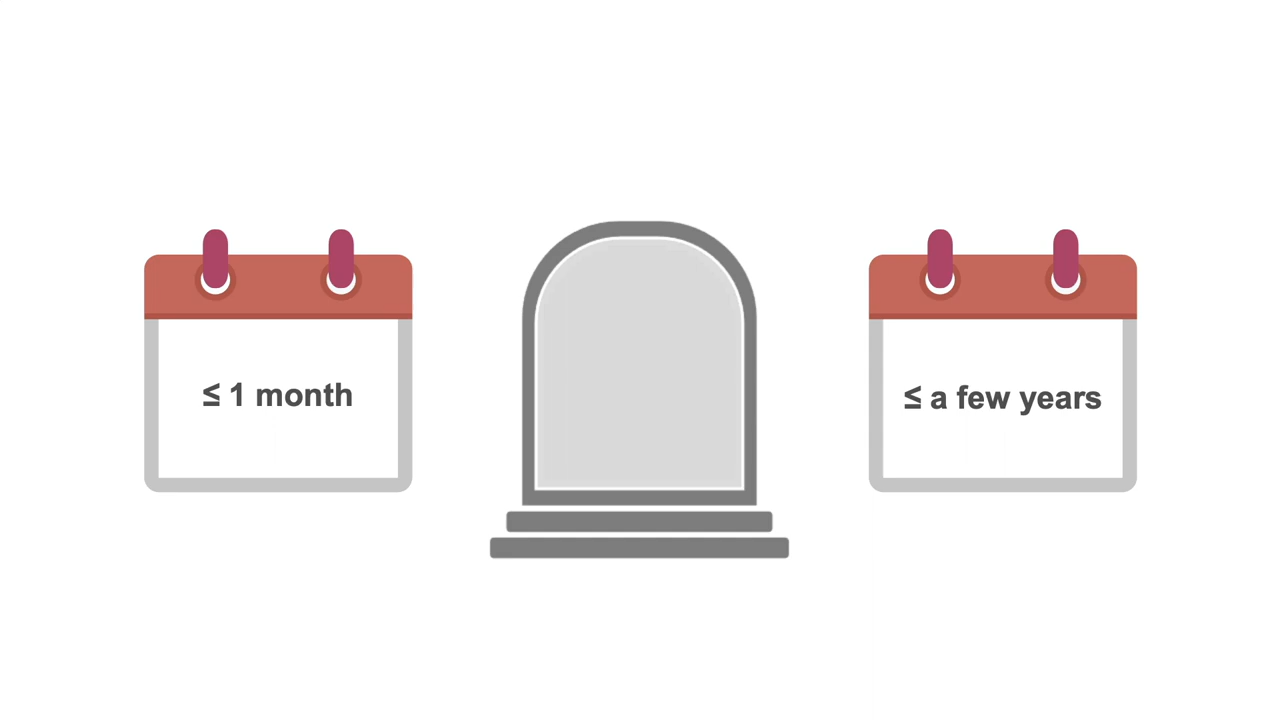 ≤ 1 month
≤ a few years